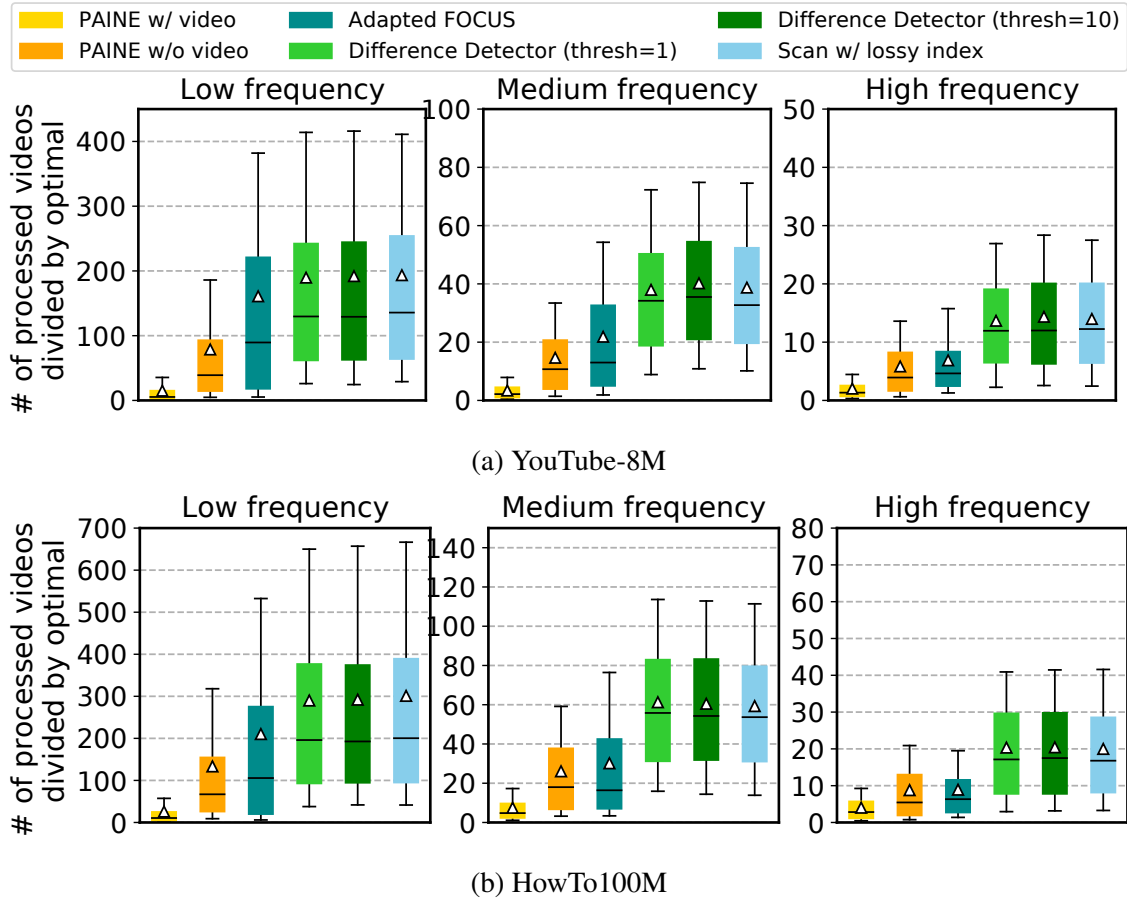 PAINE w/ video
PAINE w/o video
Adapted FOCUS
Difference Detector (thresh=1)
Difference Detector (thresh=10)
Scan w/ lossy index
Low frequency
Medium frequency
High frequency
# of processed videos
divided by optimal
400
300
200
100
0
100
80
60
40
20
0
50
40
30
20
10
0
(a) YouTube-8M
Low frequency
Medium frequency
High frequency
# of processed videos
divided by optimal
700
600
500
400
300
200
100
0
140
120
100
80
60
40
20
0
80
70
60
50
40
30
20
10
0
(b) HowTo100M